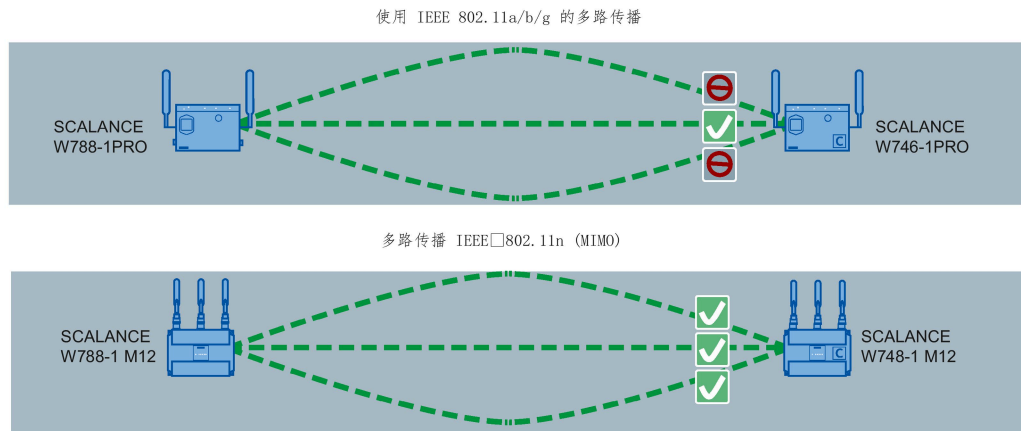 使用 IEEE 802.11a/b/g 的多路传播
SCALANCE
W788-1PRO
C
SCALANCE
W746-1PRO
多路传播 IEEE□802.11n (MIMO)
SCALANCE
W788-1 M12
C
SCALANCE
W748-1 M12